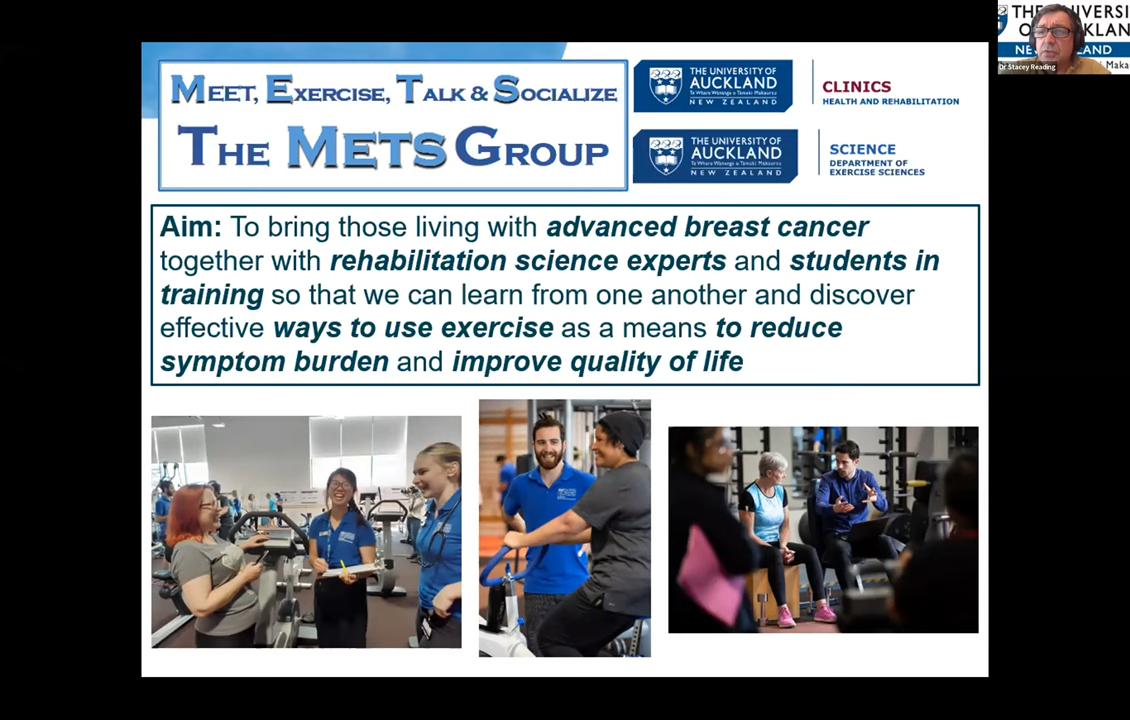 MEET, EXERCISE, TALK & SOCIALIZE
THE METS GROUP
THE UNIVERSITY OF
AUCKLAND
Te Whare Wānanga o Tāmaki Makaurau
NEW ZEALAND
CLINICS
HEALTH AND REHABILITATION
THE UNIVERSITY OF
AUCKLAND
Te Whare Wānanga o Tāmaki Makaurau
NEW ZEALAND
SCIENCE
DEPARTMENT OF
EXERCISE SCIENCES
Aim: To bring those living with advanced breast cancer
together with rehabilitation science experts and students in
training so that we can learn from one another and discover
effective ways to use exercise as a means to reduce
symptom burden and improve quality of life
Dr Stacey Reading